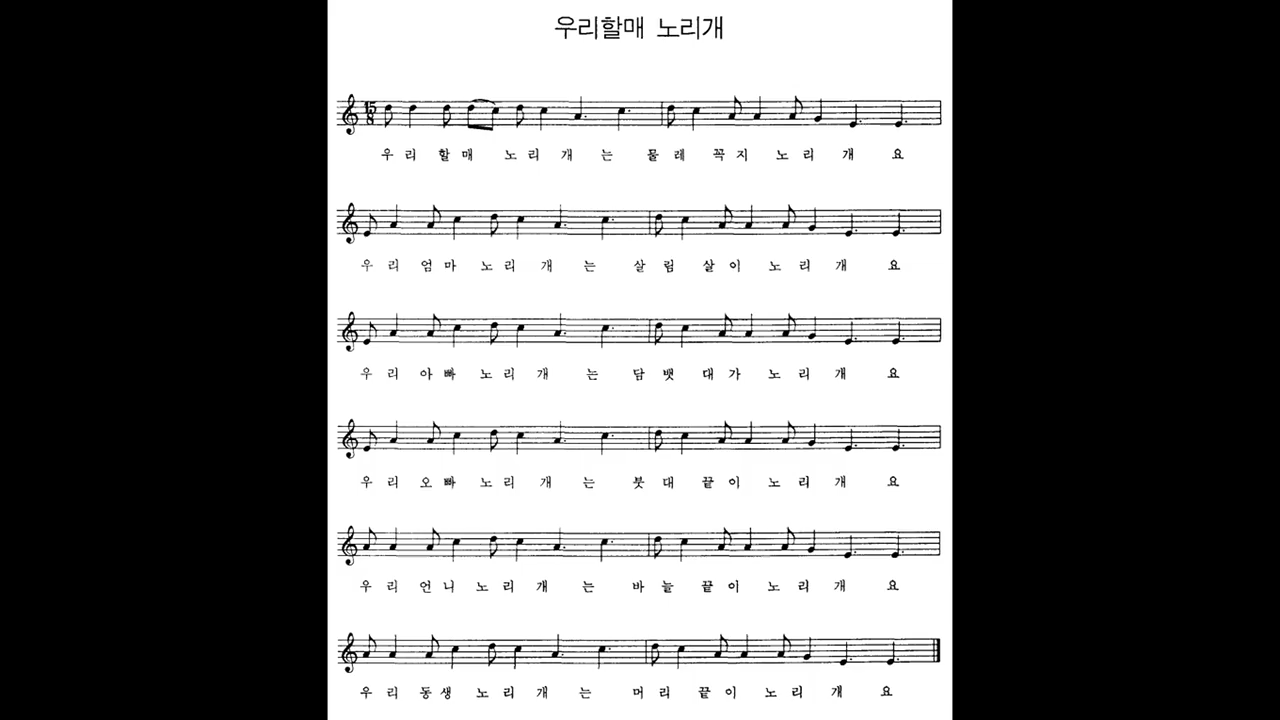 우리할매 노리개
15
8
우리 할매 노리개는 물레 꼭지 노리개요
우리 엄마 노리개는 살림 살이 노리개요
우리 아빠 노리개는 담뱃 대가 노리개요
우리 오빠 노리개는 붓대 끝이 노리개요
우리 언니 노리개는 바늘 끝이 노리개요
우리 동생 노리개는 머리 끝이 노리개요